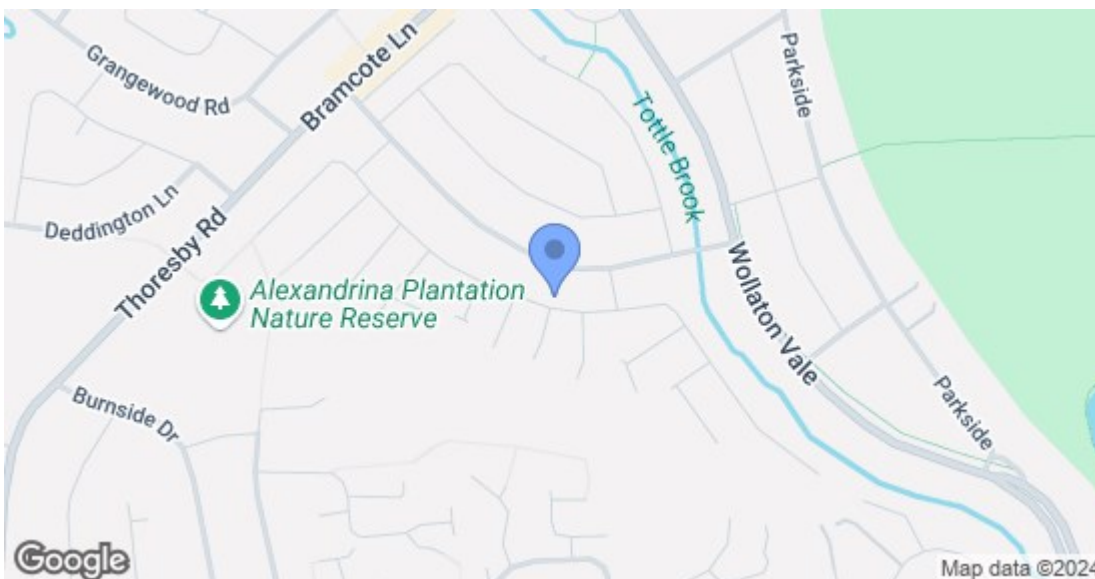 Grangewood Rd
Bramcote Ln
Parkside
Tottle Brook
Deddington Ln
Thoresby Rd
Wollaton Vale
Alexandrina Plantation
Nature Reserve
Burnside Dr
Parkside
Google
Map data ©2024